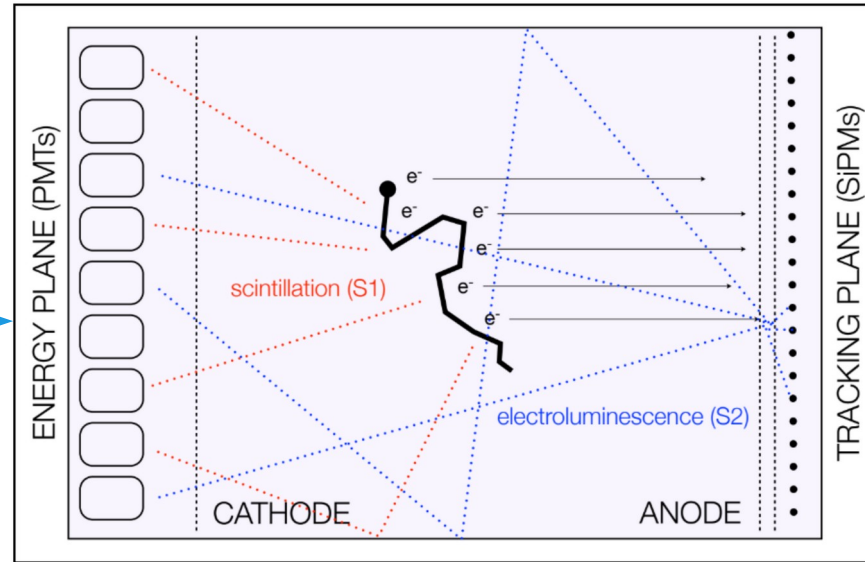 ENERGY PLANE (PMTs)
e-
e-
e-
e-
e-
e-
scintillation (S1)
electroluminescence (S2)
CATHODE
ANODE
TRACKING PLANE (SiPMs)